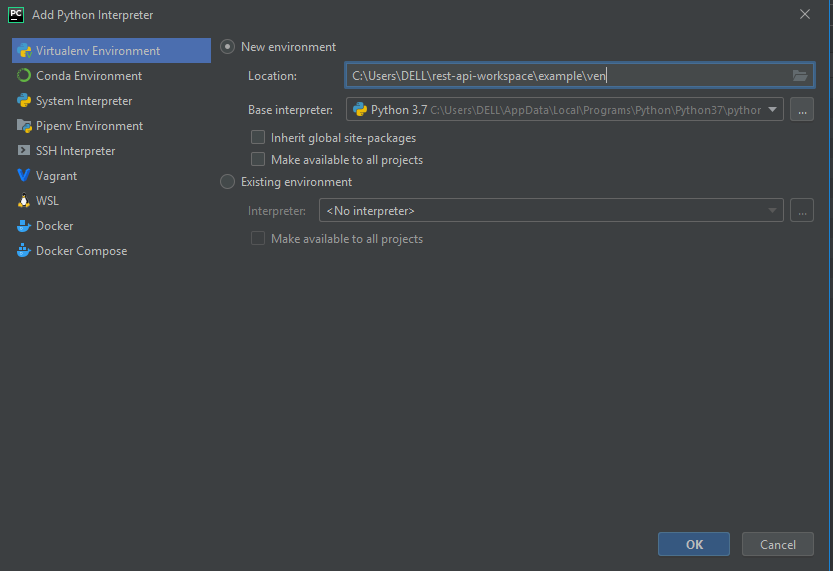 PC Add Python Interpreter
Virtualenv Environment
Conda Environment
System Interpreter
Pipenv Environment
SSH Interpreter
Vagrant
WSL
Docker
Docker Compose
New environment
Location: C:\Users\DELL\rest-api-workspace\example\ven
Base interpreter: Python 3.7 C:\Users\DELL\AppData\Local\Programs\Python\Python37\python ...
Inherit global site-packages
Make available to all projects
Existing environment
Interpreter: <No interpreter> ...
Make available to all projects
OK Cancel